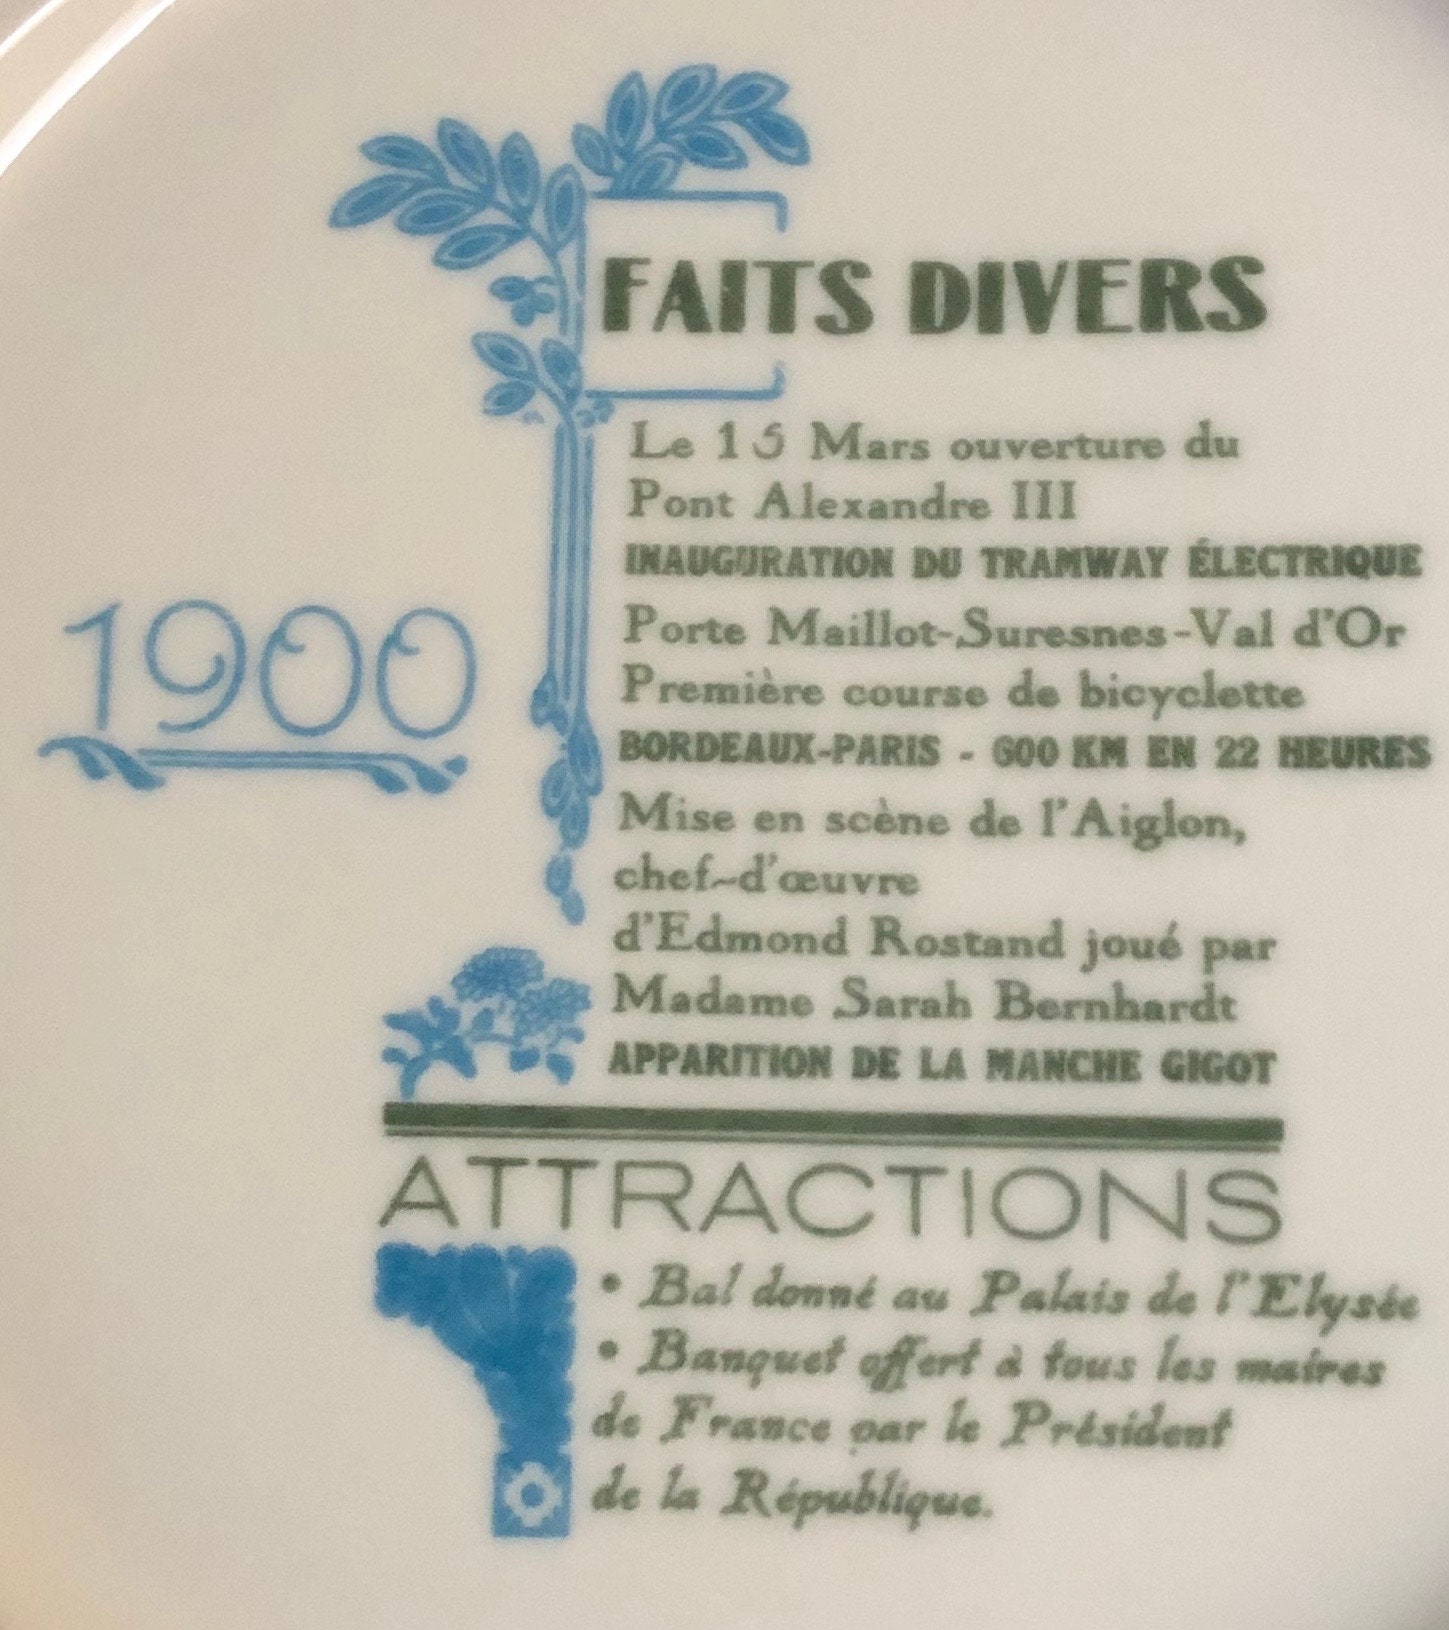 FAITS DIVERS
Le 15 Mars ouverture du
Pont Alexandre III
INAUGURATION DU TRAMWAY ÉLECTRIQUE
Porte Maillot-Suresnes-Val d'Or
Première course de bicyclette
BORDEAUX-PARIS - 600 KM EN 22 HEURES
Mise en scène de l'Aiglon,
chef-d'œuvre
d'Edmond Rostand joué par
Madame Sarah Bernhardt
APPARITION DE LA MANCHE GIGOT
1900
ATTRACTIONS
• Bal donné au Palais de l'Elysée
• Banquet offert à tous les maires
de France par le Président
de la République.